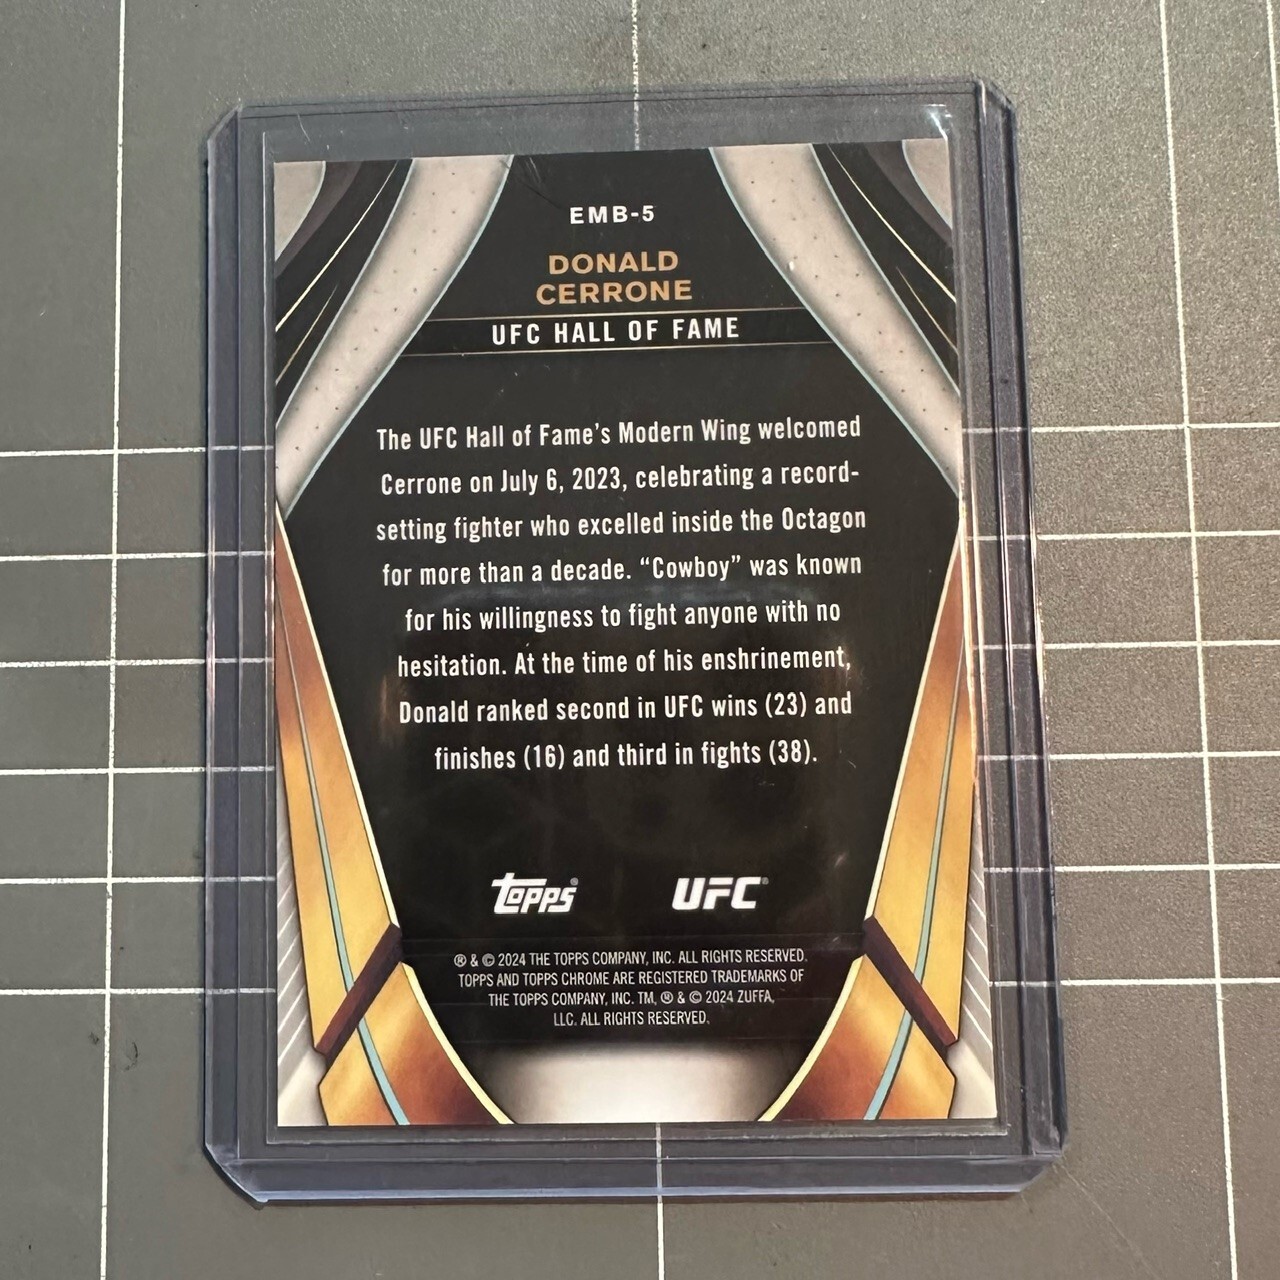 EMB-5
DONALD
CERRONE
UFC HALL OF FAME
The UFC Hall of Fame's Modern Wing welcomed
Cerrone on July 6, 2023, celebrating a record-
setting fighter who excelled inside the Octagon
for more than a decade. “Cowboy” was known
for his willingness to fight anyone with no
hesitation. At the time of his enshrinement,
Donald ranked second in UFC wins (23) and
finishes (16) and third in fights (38).
Topps® UFC®
® & © 2024 THE TOPPS COMPANY, INC. ALL RIGHTS RESERVED.
TOPPS AND TOPPS CHROME ARE REGISTERED TRADEMARKS OF
THE TOPPS COMPANY, INC. TM, ® & © 2024 ZUFFA,
LLC. ALL RIGHTS RESERVED.